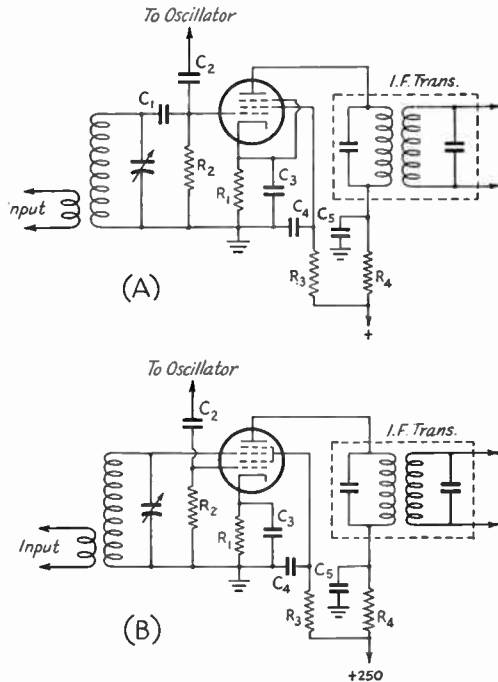 To Oscillator
C2
C1
I.F. Trans.
R2
C3
R1
C4
C5
nput
R3
R4
(A)
+
To Oscillator
C2
I.F. Trans.
R2
C3
R1
Input
C4
C5
R3
R4
(B)
+250